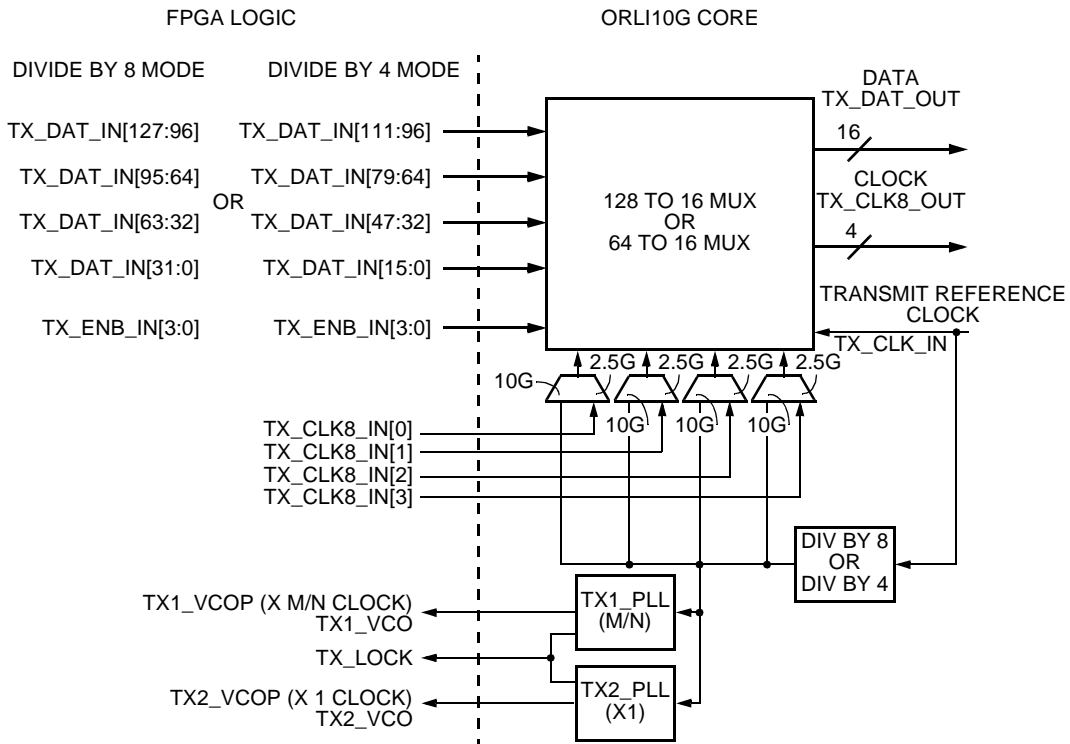 FPGA LOGIC
ORLI10G CORE
DIVIDE BY 8 MODE
DIVIDE BY 4 MODE
DATA
TX_DAT_OUT
TX_DAT_IN[127:96]
TX_DAT_IN[111:96]
16
TX_DAT_IN[95:64]
TX_DAT_IN[79:64]
CLOCK
TX_CLK8_OUT
OR
128 TO 16 MUX
OR
64 TO 16 MUX
TX_DAT_IN[63:32]
TX_DAT_IN[47:32]
4
TX_DAT_IN[31:0]
TX_DAT_IN[15:0]
TRANSMIT REFERENCE
CLOCK
TX_ENB_IN[3:0]
TX_ENB_IN[3:0]
TX_CLK_IN
2.5G
2.5G
2.5G
2.5G
10G
10G
10G
10G
TX_CLK8_IN[0]
TX_CLK8_IN[1]
TX_CLK8_IN[2]
TX_CLK8_IN[3]
DIV BY 8
OR
DIV BY 4
TX1_VCOP (X M/N CLOCK)
TX1_VCO
TX1_PLL
(M/N)
TX_LOCK
TX2_VCOP (X 1 CLOCK)
TX2_VCO
TX2_PLL
(X1)